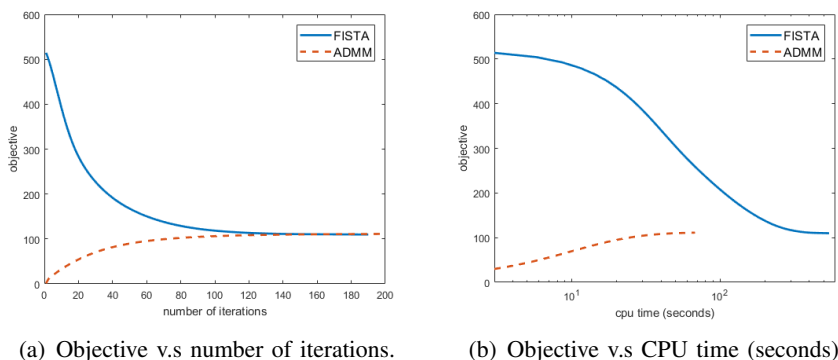 600
500
400
300
200
100
0
objective
0 20 40 60 80 100 120 140 160 180 200
number of iterations
FISTA
ADMM
(a) Objective v.s number of iterations.
600
500
400
300
200
100
0
objective
10^1 10^2
cpu time (seconds)
FISTA
ADMM
(b) Objective v.s CPU time (seconds)